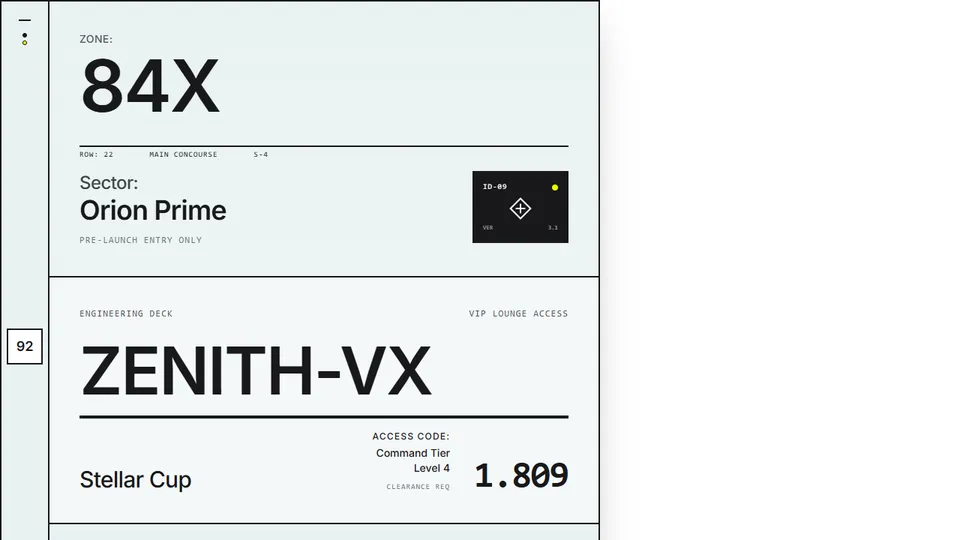 ZONE:
84X
ROW: 22 MAIN CONCOURSE S-4
Sector:
Orion Prime
PRE-LAUNCH ENTRY ONLY
ID-09
VER 3.1
92
ENGINEERING DECK VIP LOUNGE ACCESS
ZENITH-VX
ACCESS CODE:
Command Tier
Level 4
CLEARANCE REQ
Stellar Cup
1.809